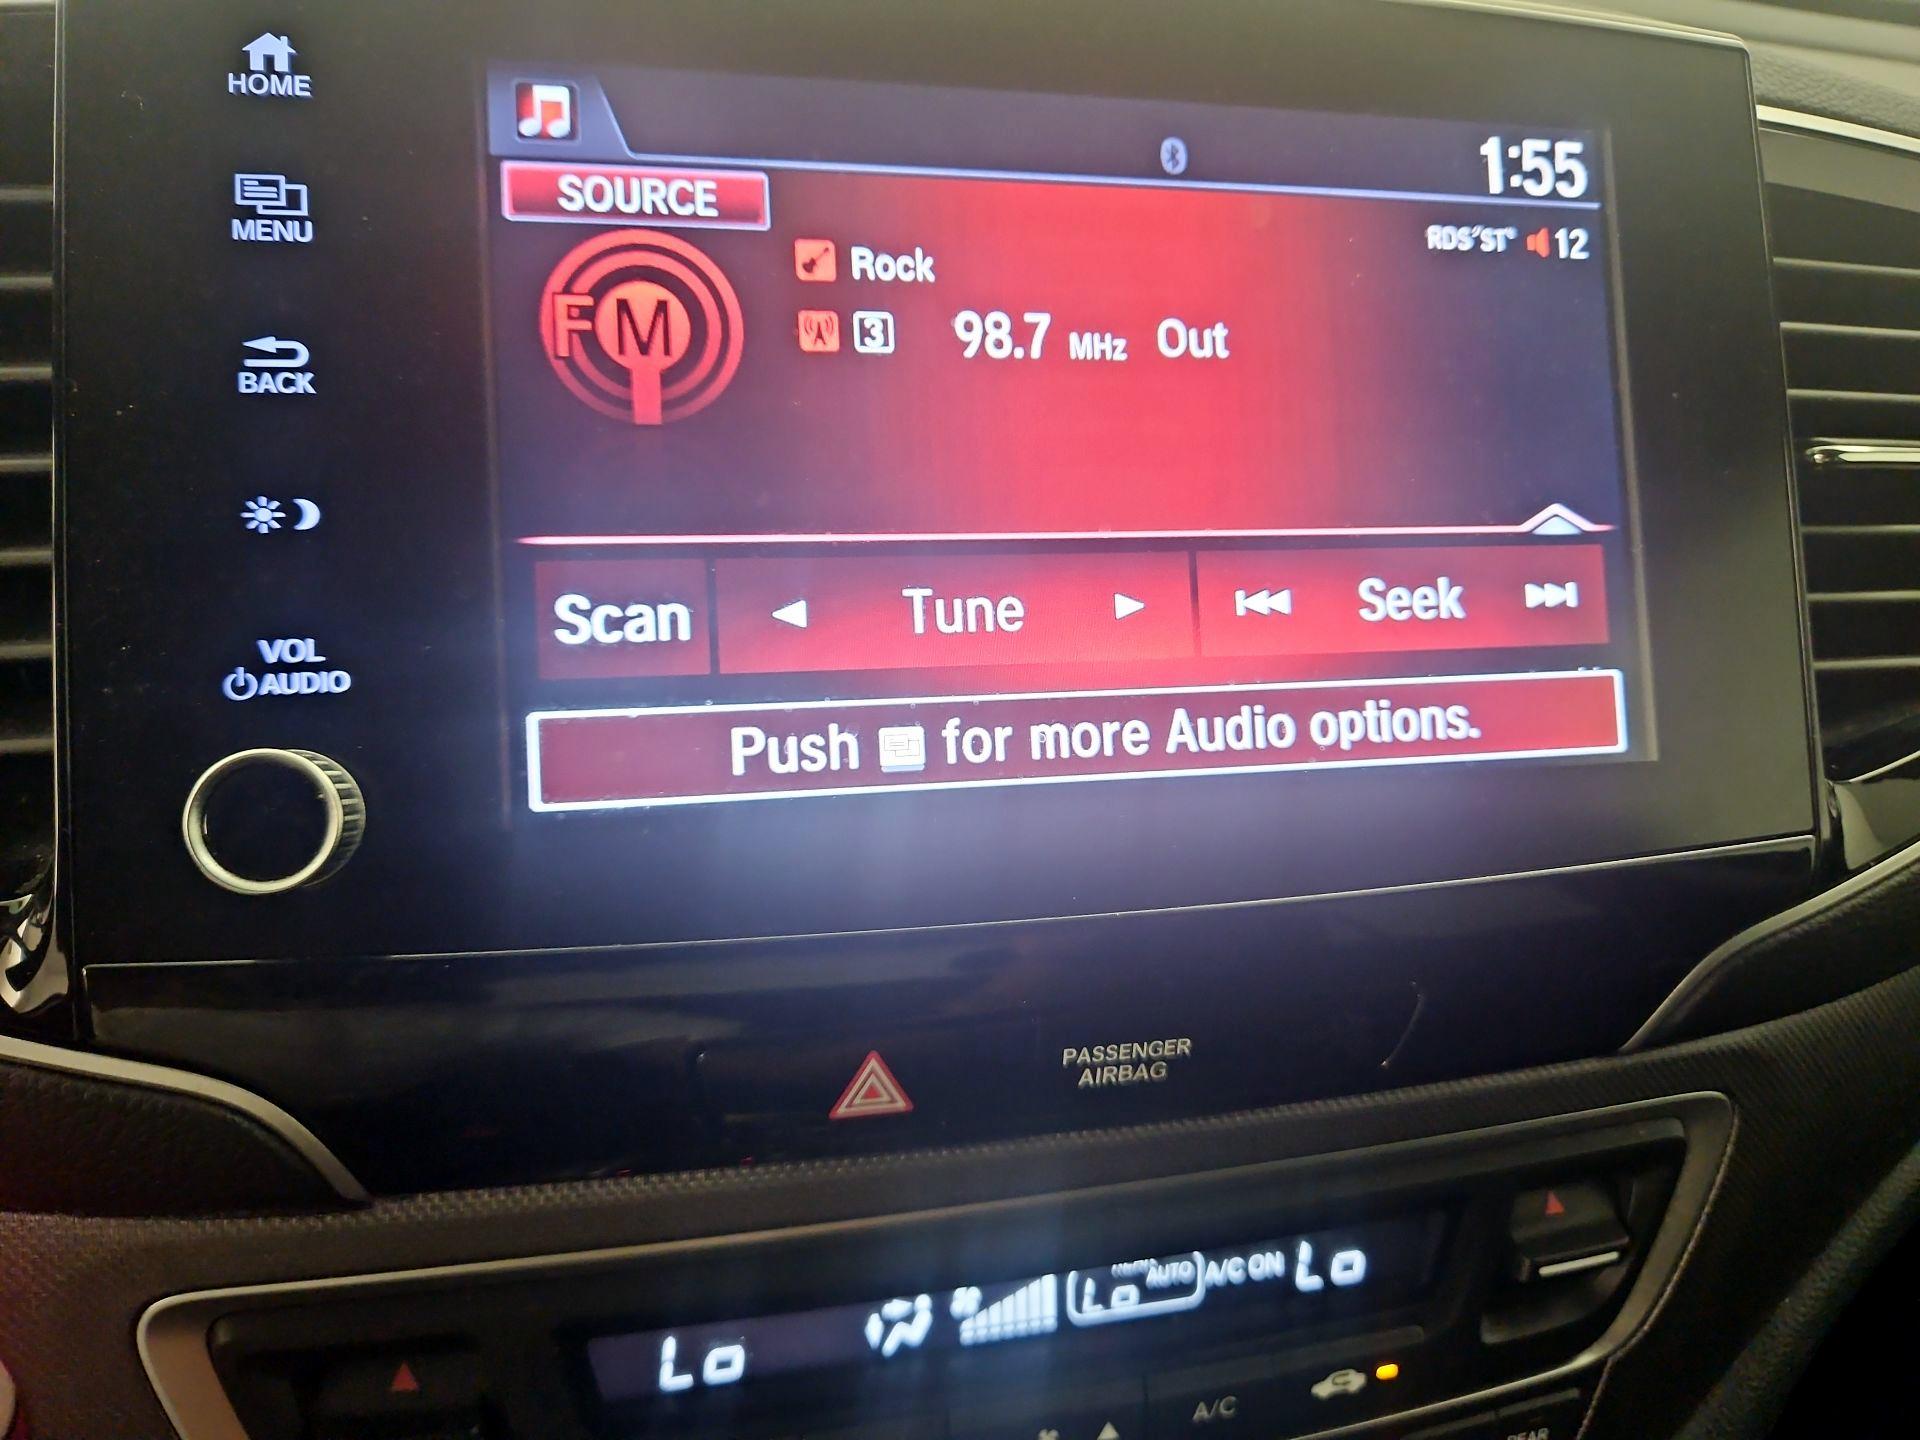 HOME
MENU
BACK
VOL
AUDIO
1:55
SOURCE
RDS ST 12
FM
Rock
3 98.7 MHz Out
Scan Tune Seek
Push for more Audio options.
PASSENGER
AIRBAG
Lo Lo AUTO A/C ON Lo
A/C
REAR